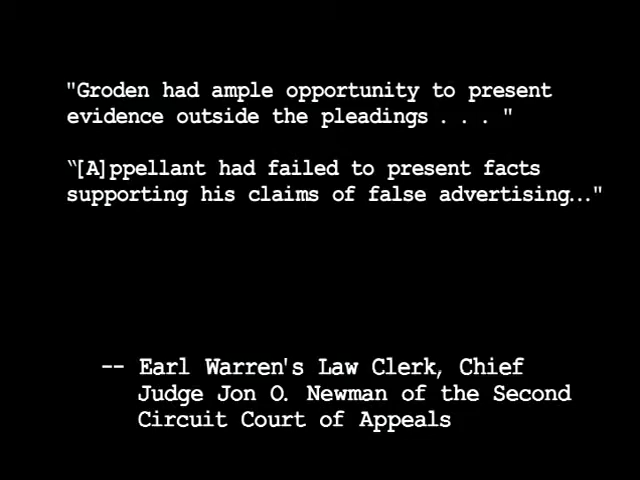 "Groden had ample opportunity to present
evidence outside the pleadings . . . "
“[A]ppellant had failed to present facts
supporting his claims of false advertising..."
-- Earl Warren's Law Clerk, Chief
Judge Jon O. Newman of the Second
Circuit Court of Appeals